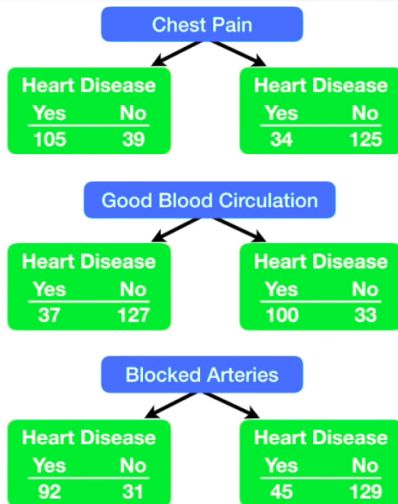 Chest Pain
Heart Disease Heart Disease
Yes No Yes No
105 39 34 125
Good Blood Circulation
Heart Disease Heart Disease
Yes No Yes No
37 127 100 33
Blocked Arteries
Heart Disease Heart Disease
Yes No Yes No
92 31 45 129